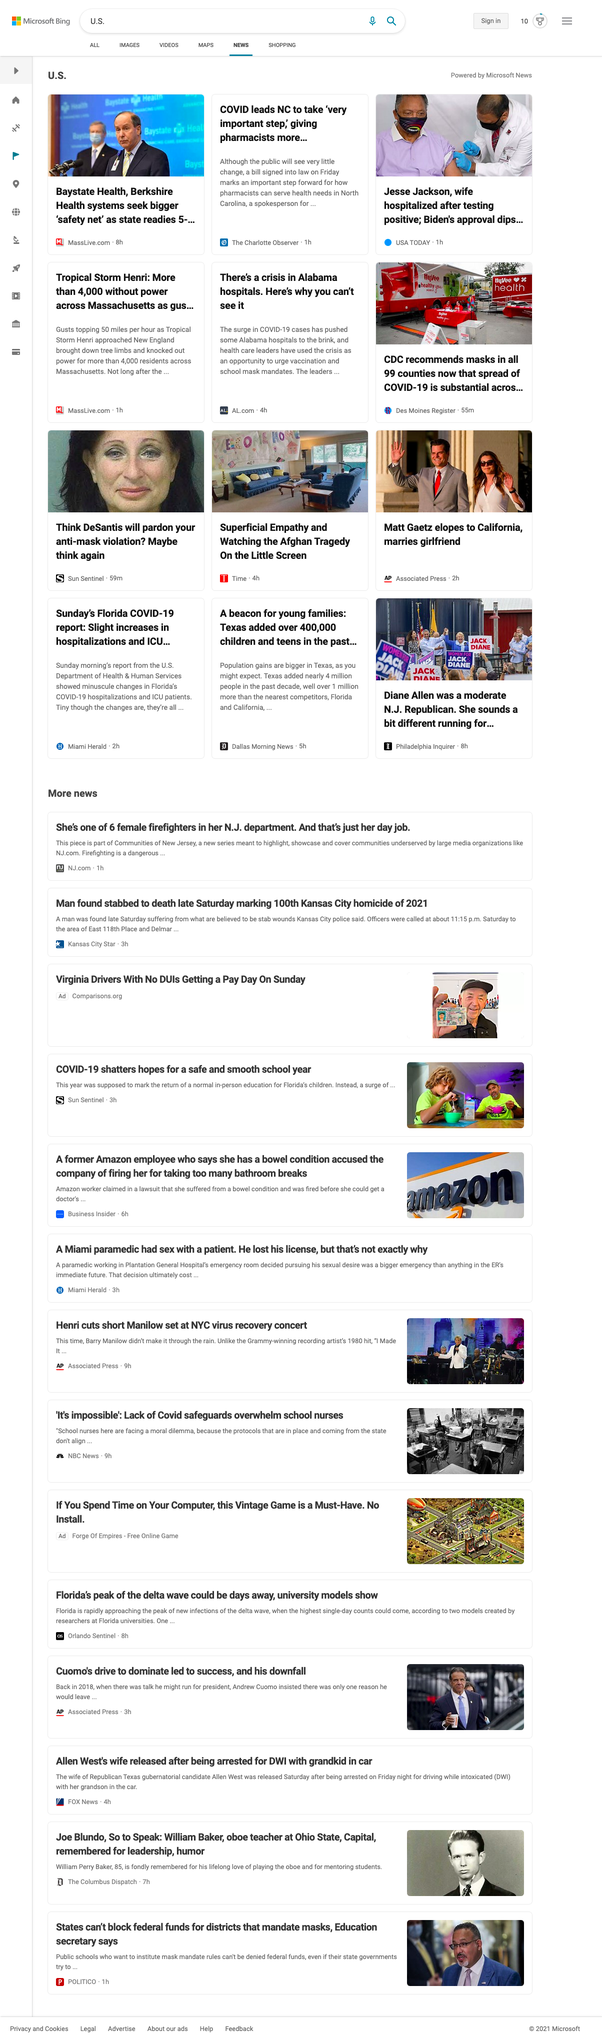 Microsoft Bing
U.S.
Sign in
10
ALL
IMAGES
VIDEOS
MAPS
NEWS
SHOPPING
U.S.
Powered by Microsoft News
Baystate Health, Berkshire
Health systems seek bigger
‘safety net’ as state readies 5-...
MassLive.com · 8h
COVID leads NC to take ‘very
important step,’ giving
pharmacists more...
Although the public will see very little
change, a bill signed into law on Friday
marks an important step forward for how
pharmacists can serve health needs in North
Carolina, a spokesperson for ...
The Charlotte Observer · 1h
Jesse Jackson, wife
hospitalized after testing
positive; Biden's approval dips...
USA TODAY · 1h
Tropical Storm Henri: More
than 4,000 without power
across Massachusetts as gus...
Gusts topping 50 miles per hour as Tropical
Storm Henri approached New England
brought down tree limbs and knocked out
power for more than 4,000 residents across
Massachusetts. Not long after the ...
MassLive.com · 1h
There’s a crisis in Alabama
hospitals. Here’s why you can’t
see it
The surge in COVID-19 cases has pushed
some Alabama hospitals to the brink, and
health care leaders have used the crisis as
an opportunity to urge vaccination and
school mask mandates. The leaders ...
AL.com · 4h
HyVee
health
CDC recommends masks in all
99 counties now that spread of
COVID-19 is substantial acros...
Des Moines Register · 55m
Think DeSantis will pardon your
anti-mask violation? Maybe
think again
Sun Sentinel · 59m
Superficial Empathy and
Watching the Afghan Tragedy
On the Little Screen
Time · 4h
Matt Gaetz elopes to California,
marries girlfriend
Associated Press · 2h
Sunday’s Florida COVID-19
report: Slight increases in
hospitalizations and ICU...
Sunday morning’s report from the U.S.
Department of Health & Human Services
showed minuscule changes in Florida’s
COVID-19 hospitalizations and ICU patients.
Tiny though the changes are, they’re all ...
Miami Herald · 2h
A beacon for young families:
Texas added over 400,000
children and teens in the past...
Population gains are bigger in Texas, as you
might expect. Texas added nearly 4 million
people in the past decade, well over 1 million
more than the nearest competitors, Florida
and California, ...
Dallas Morning News · 5h
JACK
DIANE
Diane Allen was a moderate
N.J. Republican. She sounds a
bit different running for...
Philadelphia Inquirer · 8h
More news
She’s one of 6 female firefighters in her N.J. department. And that’s just her day job.
This piece is part of Communities of New Jersey, a new series meant to highlight, showcase and cover communities underserved by large media organizations like
NJ.com. Firefighting is a dangerous ...
NJ.com · 1h
Man found stabbed to death late Saturday marking 100th Kansas City homicide of 2021
A man was found late Saturday suffering from what are believed to be stab wounds Kansas City police said. Officers were called at about 11:15 p.m. Saturday to
the area of East 118th Place and Delmar ...
Kansas City Star · 3h
Virginia Drivers With No DUIs Getting a Pay Day On Sunday
Ad Comparisons.org
COVID-19 shatters hopes for a safe and smooth school year
This year was supposed to mark the return of a normal in-person education for Florida’s children. Instead, a surge of ...
Sun Sentinel · 3h
A former Amazon employee who says she has a bowel condition accused the
company of firing her for taking too many bathroom breaks
Amazon worker claimed in a lawsuit that she suffered from a bowel condition and was fired before she could get a
doctor's ...
Business Insider · 6h
amazon
A Miami paramedic had sex with a patient. He lost his license, but that’s not exactly why
A paramedic working in Plantation General Hospital’s emergency room decided pursuing his sexual desire was a bigger emergency than anything in the ER’s
immediate future. That decision ultimately cost ...
Miami Herald · 3h
Henri cuts short Manilow set at NYC virus recovery concert
This time, Barry Manilow didn’t make it through the rain. Unlike the Grammy-winning recording artist’s 1980 hit, “I Made
It ...
Associated Press · 9h
'It's impossible': Lack of Covid safeguards overwhelm school nurses
"School nurses here are facing a moral dilemma, because the protocols that are in place and coming from the state
don't align ...
NBC News · 9h
If You Spend Time on Your Computer, this Vintage Game is a Must-Have. No
Install.
Ad Forge Of Empires - Free Online Game
Florida’s peak of the delta wave could be days away, university models show
Florida is rapidly approaching the peak of new infections of the delta wave, when the highest single-day counts could come, according to two models created by
researchers at Florida universities. One ...
Orlando Sentinel · 8h
Cuomo's drive to dominate led to success, and his downfall
Back in 2018, when there was talk he might run for president, Andrew Cuomo insisted there was only one reason he
would leave ...
Associated Press · 3h
Allen West's wife released after being arrested for DWI with grandkid in car
The wife of Republican Texas gubernatorial candidate Allen West was released Saturday after being arrested on Friday night for driving while intoxicated (DWI)
with her grandson in the car.
FOX News · 4h
Joe Blundo, So to Speak: William Baker, oboe teacher at Ohio State, Capital,
remembered for leadership, humor
William Perry Baker, 85, is fondly remembered for his lifelong love of playing the oboe and for mentoring students.
The Columbus Dispatch · 7h
States can’t block federal funds for districts that mandate masks, Education
secretary says
Public schools who want to institute mask mandate rules can't be denied federal funds, even if their state governments
try to ...
POLITICO · 1h
Privacy and Cookies
Legal
Advertise
About our ads
Help
Feedback
© 2021 Microsoft